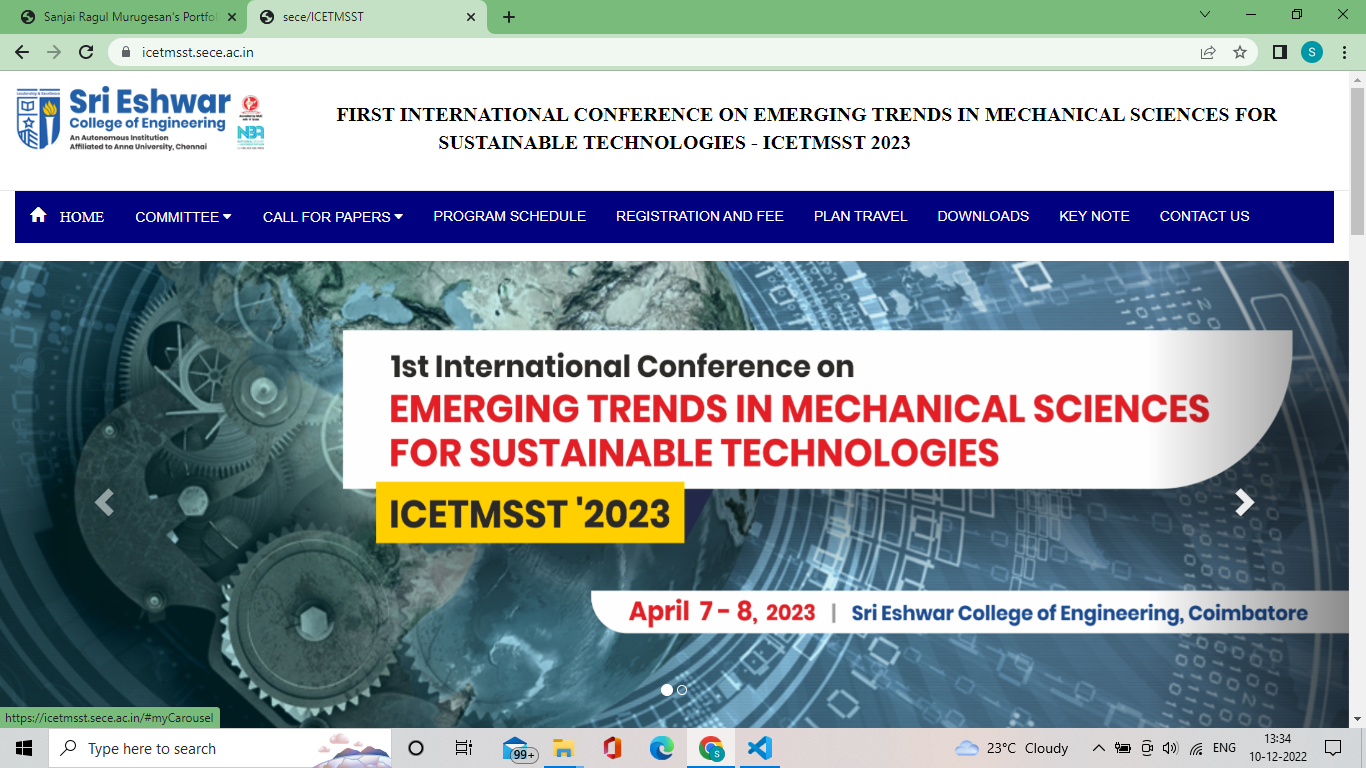 Sanjai Ragul Murugesan's Portfo
sece/ICETMSST
icetmsst.sece.ac.in
S
Sri Eshwar
College of Engineering
An Autonomous Institution
Affiliated to Anna University, Chennai
NBA
FIRST INTERNATIONAL CONFERENCE ON EMERGING TRENDS IN MECHANICAL SCIENCES FOR
SUSTAINABLE TECHNOLOGIES - ICETMSST 2023
HOME COMMITTEE CALL FOR PAPERS PROGRAM SCHEDULE REGISTRATION AND FEE PLAN TRAVEL DOWNLOADS KEY NOTE CONTACT US
1st International Conference on
EMERGING TRENDS IN MECHANICAL SCIENCES
FOR SUSTAINABLE TECHNOLOGIES
ICETMSST '2023
April 7 - 8, 2023 | Sri Eshwar College of Engineering, Coimbatore
https://icetmsst.sece.ac.in/#myCarousel
Type here to search
99+
S
23°C Cloudy
ENG
13:34
10-12-2022